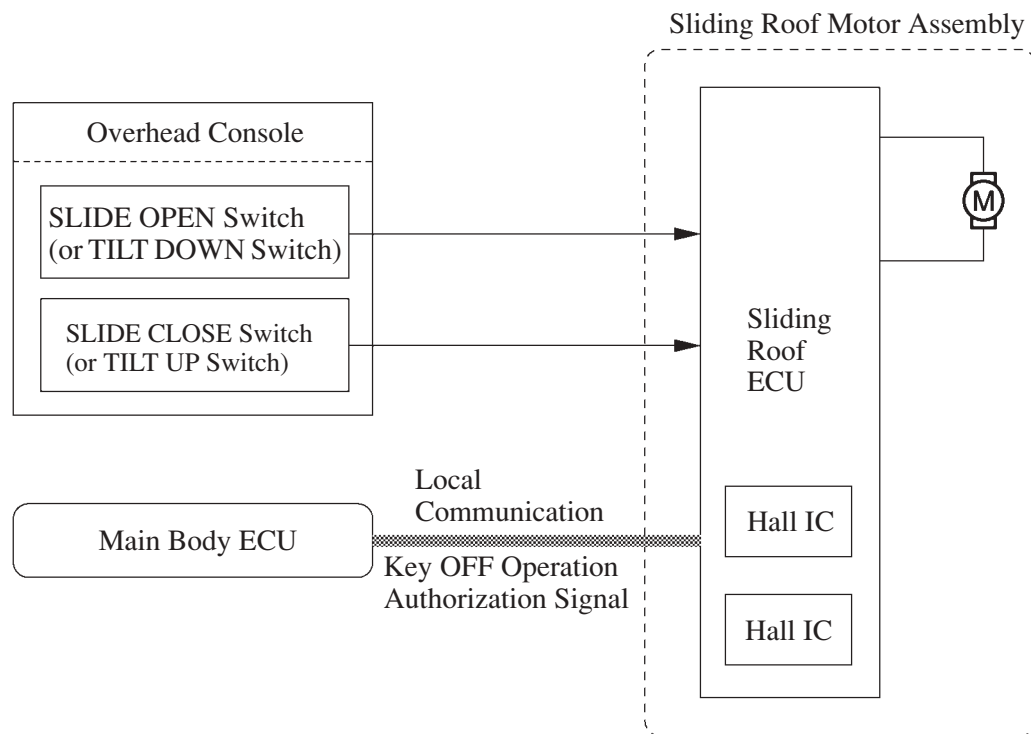 Sliding Roof Motor Assembly
Overhead Console
SLIDE OPEN Switch
(or TILT DOWN Switch)
SLIDE CLOSE Switch
(or TILT UP Switch)
M
Sliding
Roof
ECU
Local
Communication
Main Body ECU
Key OFF Operation
Authorization Signal
Hall IC
Hall IC